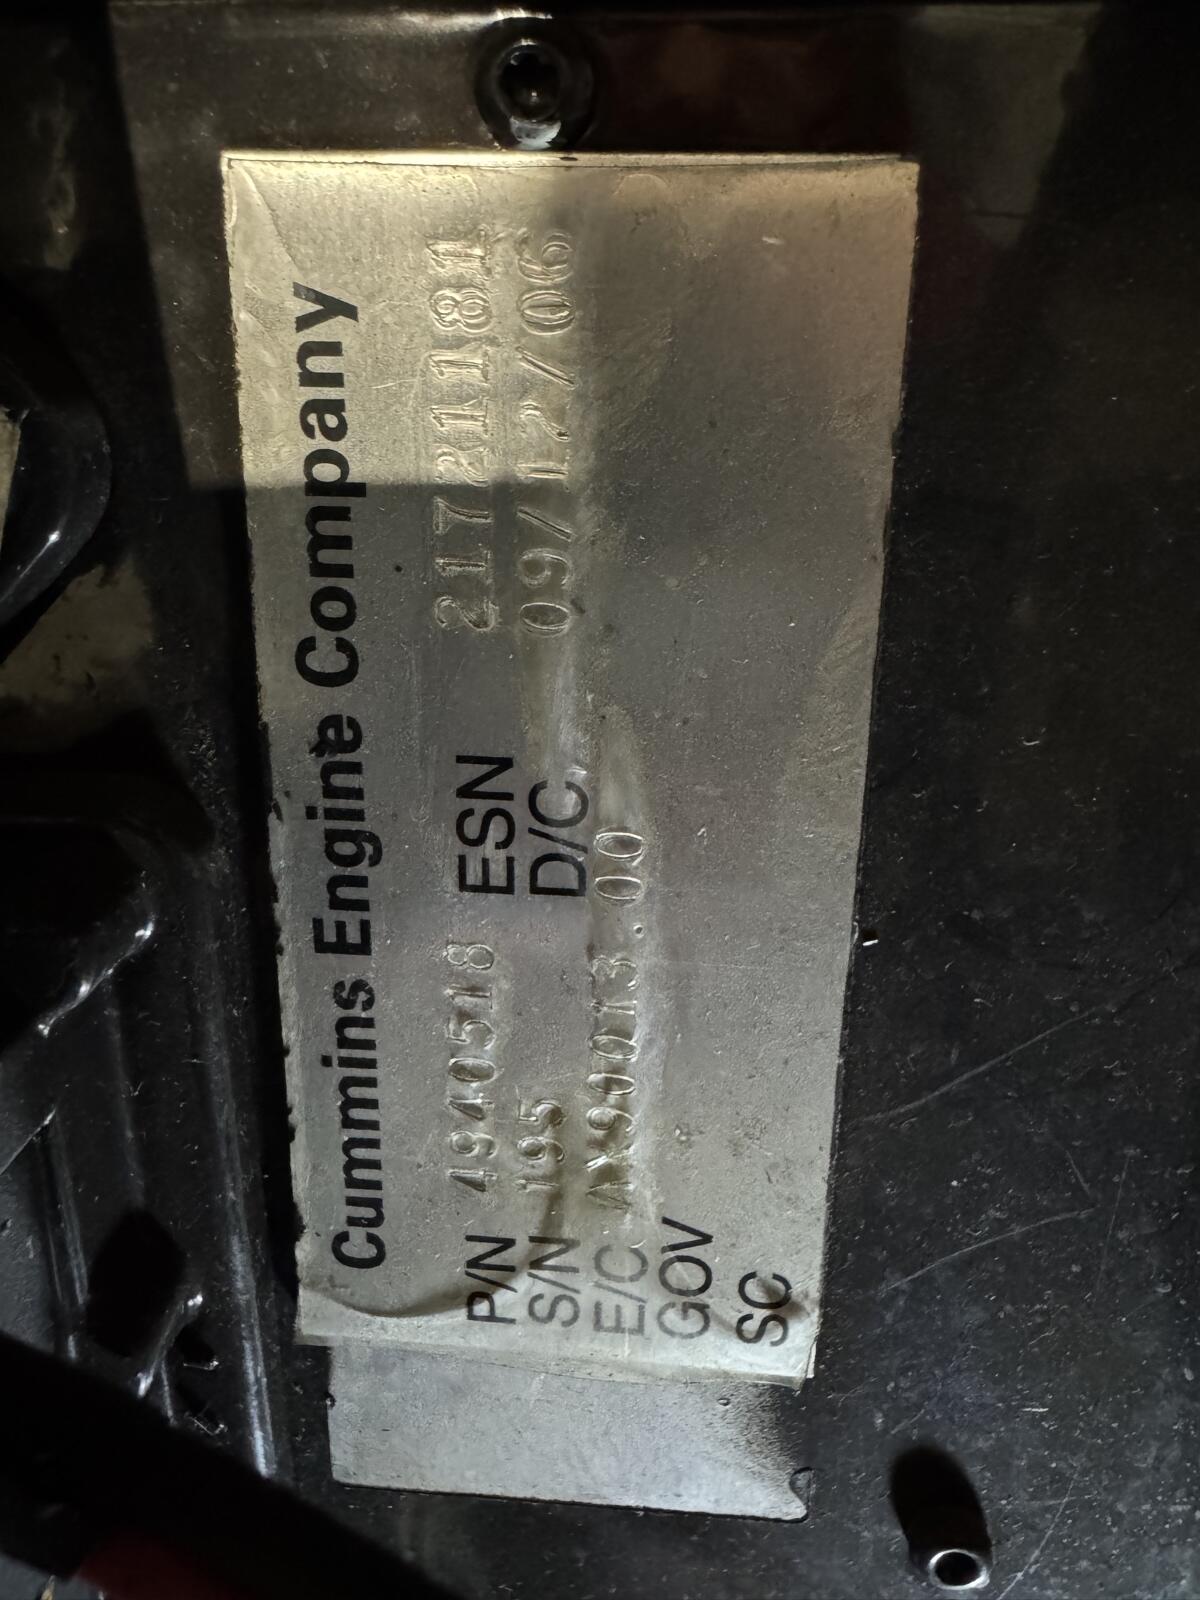 Cummins Engine Company
P/N 4940518 ESN 21721181
S/N 195 D/C 09/12/06
E/C AX90013.00
GOV
SC